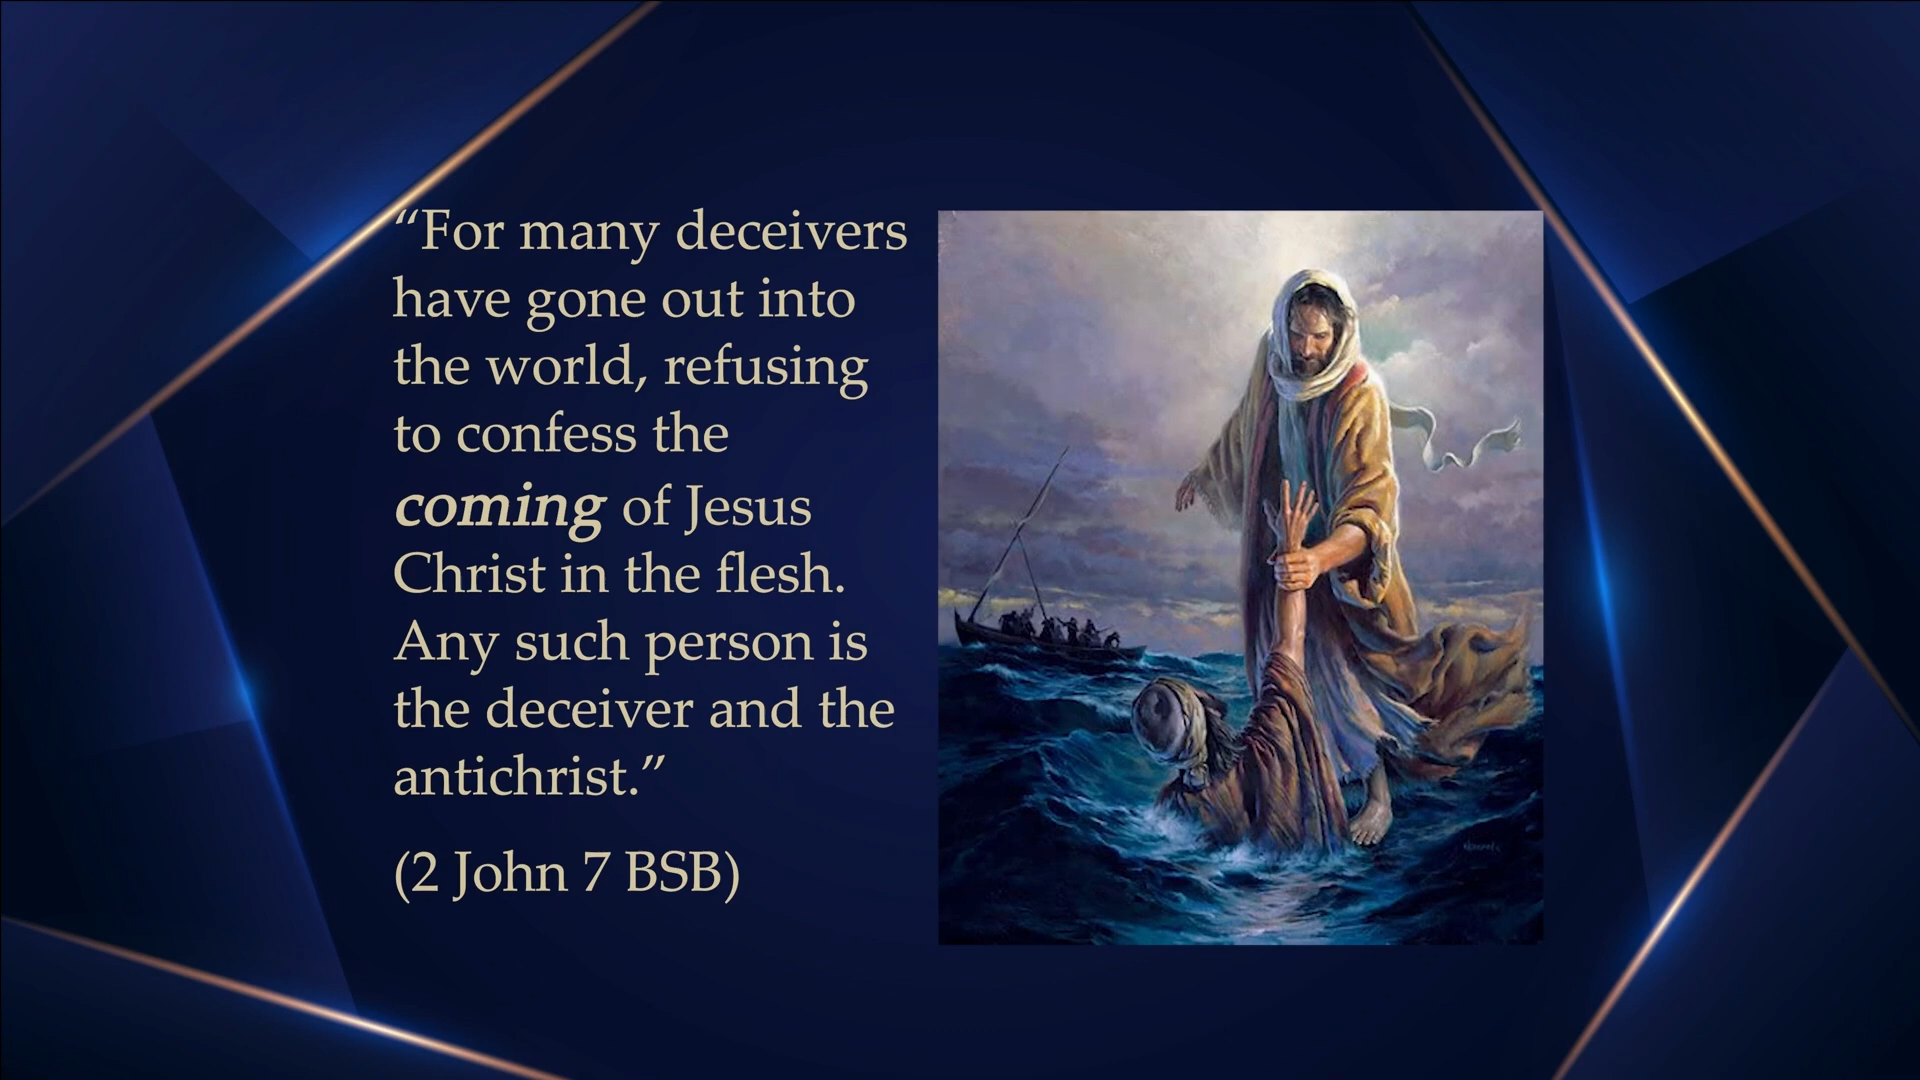 “For many deceivers
have gone out into
the world, refusing
to confess the
coming of Jesus
Christ in the flesh.
Any such person is
the deceiver and the
antichrist.”
(2 John 7 BSB)